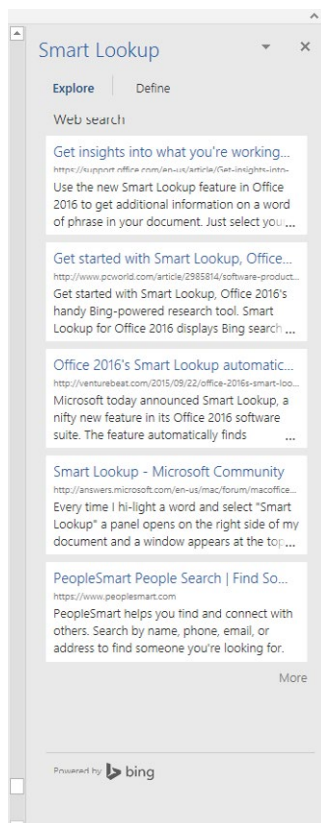 Smart Lookup
Explore
Define
Web search
Get insights into what you're working...
https://support.office.com/en-us/article/Get-insights-into-
Use the new Smart Lookup feature in Office
2016 to get additional information on a word
of phrase in your document. Just select you...
Get started with Smart Lookup, Office...
http://www.pcworld.com/article/2985814/software-product...
Get started with Smart Lookup, Office 2016's
handy Bing-powered research tool. Smart
Lookup for Office 2016 displays Bing search ...
Office 2016's Smart Lookup automatic...
http://venturebeat.com/2015/09/22/office-2016s-smart-loo...
Microsoft today announced Smart Lookup, a
nifty new feature in its Office 2016 software
suite. The feature automatically finds ...
Smart Lookup - Microsoft Community
http://answers.microsoft.com/en-us/mac/forum/macoffice...
Every time I hi-light a word and select "Smart
Lookup" a panel opens on the right side of my
document and a window appears at the top...
PeopleSmart People Search | Find So...
https://www.peoplesmart.com
PeopleSmart helps you find and connect with
others. Search by name, phone, email, or
address to find someone you're looking for.
More
Powered by bing